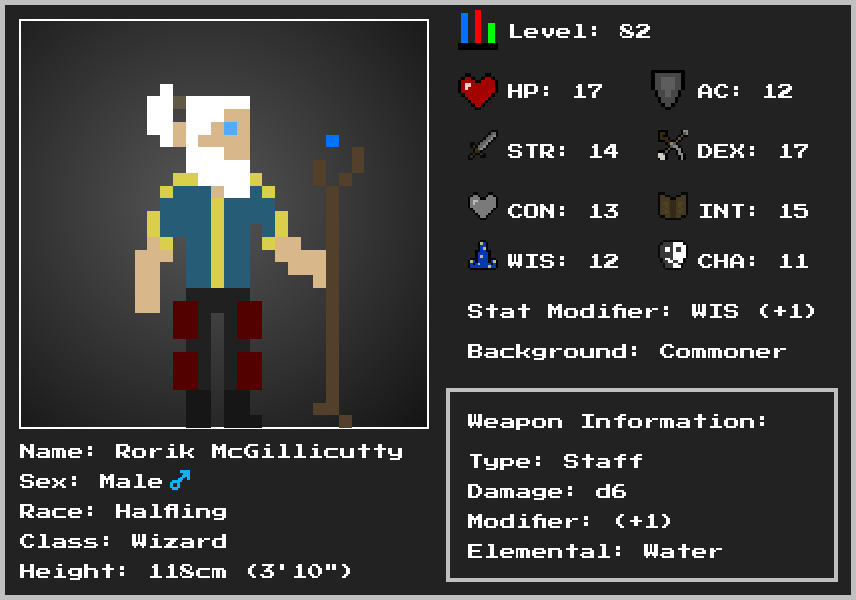 Level: 82
HP: 17
AC: 12
STR: 14
DEX: 17
CON: 13
INT: 15
WIS: 12
CHA: 11
Stat Modifier: WIS (+1)
Background: Commoner
Weapon Information:
Type: Staff
Damage: d6
Modifier: (+1)
Elemental: Water
Name: Rorik McGillicutty
Sex: Male ♂
Race: Halfling
Class: Wizard
Height: 118cm (3'10")